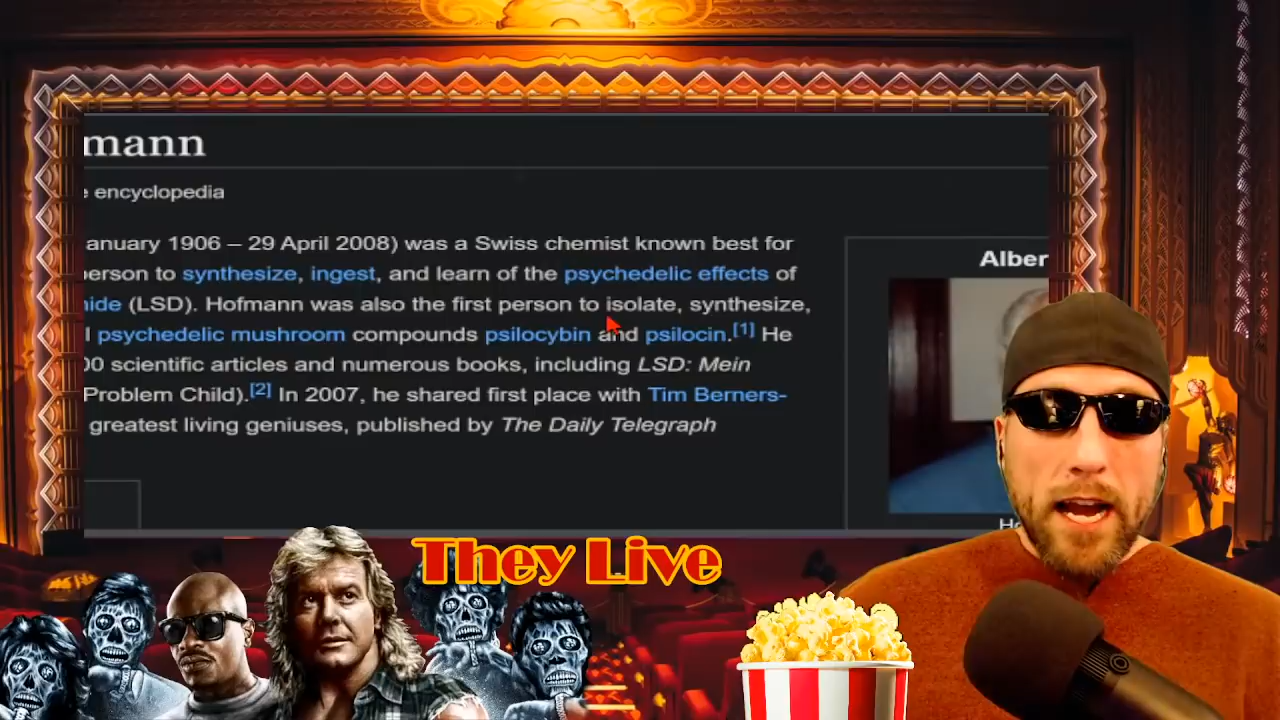 mann
encyclopedia
anuary 1906 – 29 April 2008) was a Swiss chemist known best for
person to synthesize, ingest, and learn of the psychedelic effects of
ide (LSD). Hofmann was also the first person to isolate, synthesize,
psychedelic mushroom compounds psilocybin and psilocin.[1] He
00 scientific articles and numerous books, including LSD: Mein
Problem Child).[2] In 2007, he shared first place with Tim Berners-
greatest living geniuses, published by The Daily Telegraph
Alber
Ho
They Live